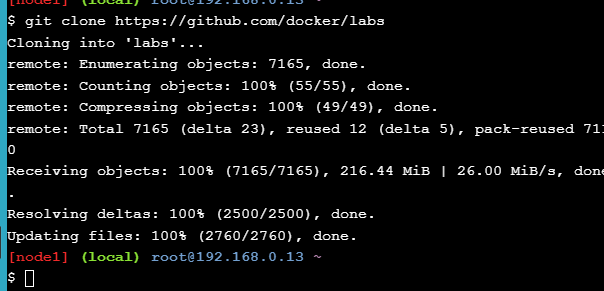 [node1] (local) root@192.168.0.13 ~
$ git clone https://github.com/docker/labs
Cloning into 'labs'...
remote: Enumerating objects: 7165, done.
remote: Counting objects: 100% (55/55), done.
remote: Compressing objects: 100% (49/49), done.
remote: Total 7165 (delta 23), reused 12 (delta 5), pack-reused 711
0
Receiving objects: 100% (7165/7165), 216.44 MiB | 26.00 MiB/s, done
.
Resolving deltas: 100% (2500/2500), done.
Updating files: 100% (2760/2760), done.
[node1] (local) root@192.168.0.13 ~
$